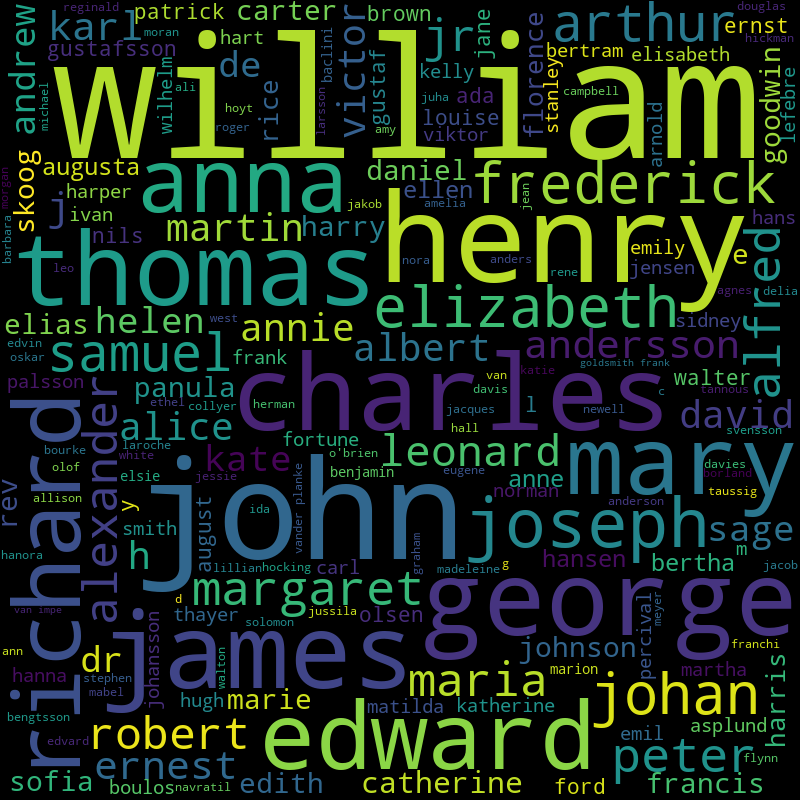 reginald patrick carter brown douglas
karl moran hart jr jane arthur ernst hickman
gustafsson baclini bertram elisabeth
andrew william
de victor gustaf kelly florence stanley campbell goodwin lefebre
michael wilhelm ali hoyt rice roger larsson juha amy ada louise viktor arnold
skoog augusta anna daniel ellen frederick
morgan harper j martin harry jakob amelia jean hans
barbara ivan nils henry emily e
leo thomas nora anders rene jensen agnes delia alfred
elias helen west annie elizabeth sidney
edvin oskar samuel frank albert andersson
palsson ethel panula collyer herman charles van davis katie goldsmith frank walter tannous
richard alexander alice laroche fortune jacques hall l newell c david mary svensson
bourke olof white kate o'brien benjamin leonard eugene anne davies borland
rev allison elsie jessie john norman anderson taussig
y smith august ida vander planke joseph sage
hanora h lillian hocking carl graham madeleine g hansen m bertha jacob
van impe d margaret jussila george meyer
ann thayer solomon olsen johnson percival franchi
dr johansson james walton maria marion martha harris
hanna stephen mabel hugh marie matilda katherine johan
bengtsson edvard robert edward emil asplund
ernest peter flynn
sofia boulos navratil edith catherine ford francis